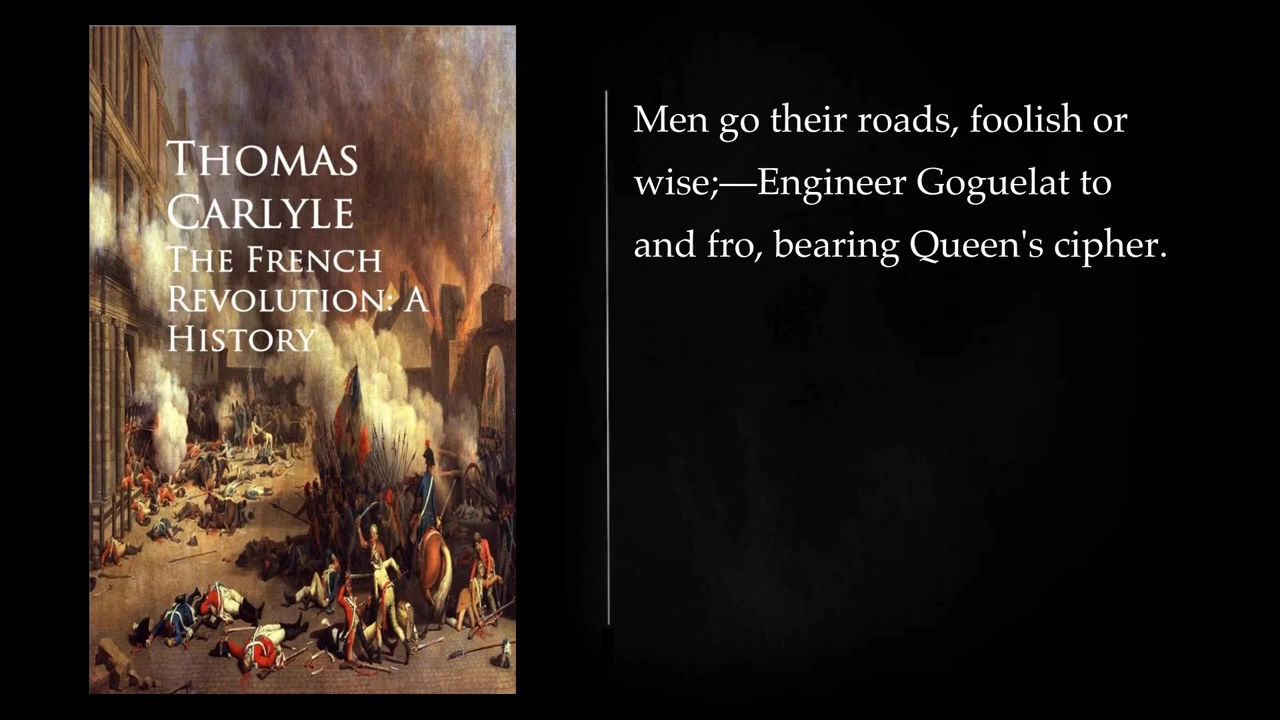 THOMAS
CARLYLE
THE FRENCH
REVOLUTION: A
HISTORY
Men go their roads, foolish or
wise;—Engineer Goguelat to
and fro, bearing Queen's cipher.